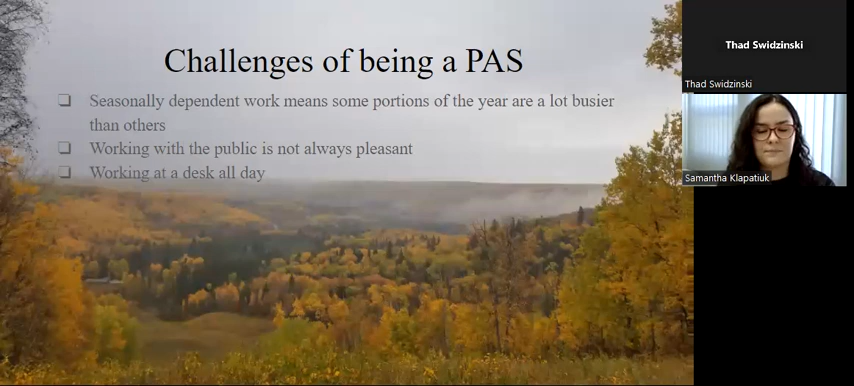 Challenges of being a PAS
❑ Seasonally dependent work means some portions of the year are a lot busier
than others
❑ Working with the public is not always pleasant
❑ Working at a desk all day
Thad Swidzinski
Thad Swidzinski
Samantha Klapatiuk